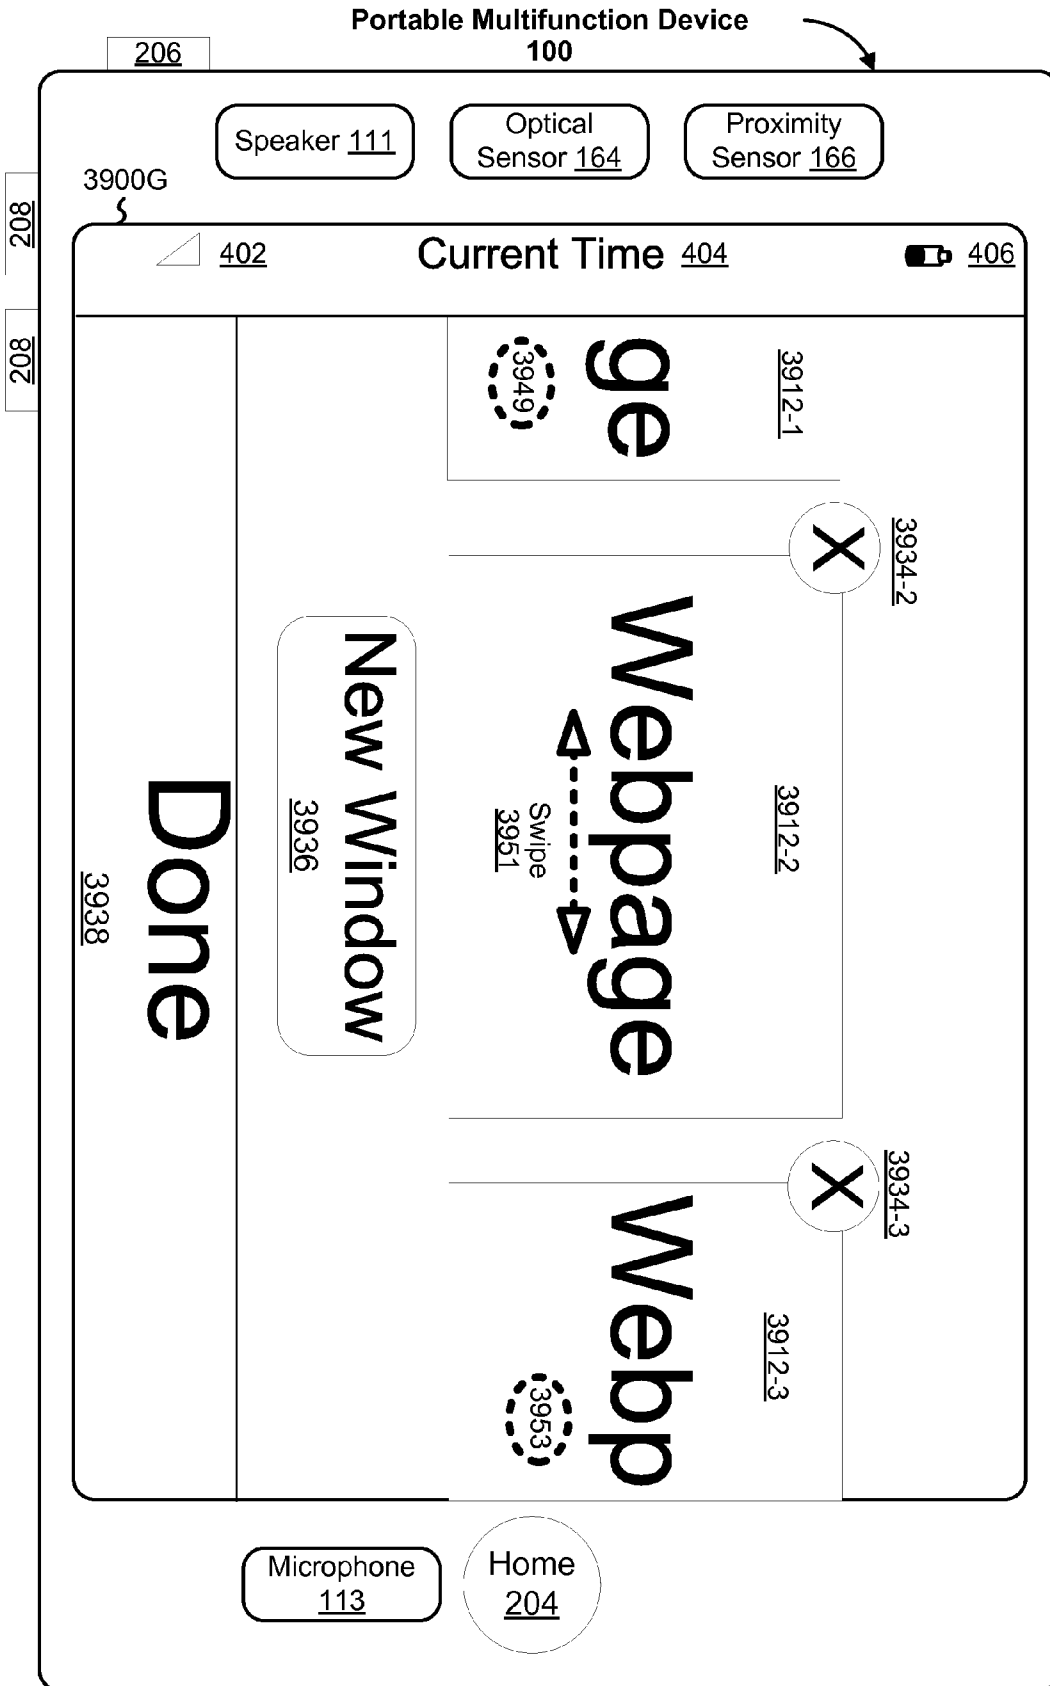 Portable Multifunction Device
100
206
Speaker 111
Optical
Sensor 164
Proximity
Sensor 166
3900G
208
208
402
Current Time 404
406
ge
3949
3912-1
X
3934-2
Webpage
3912-2
Swipe
3951
New Window
3936
Done
3938
X
3934-3
Webp
3912-3
3953
Microphone
113
Home
204